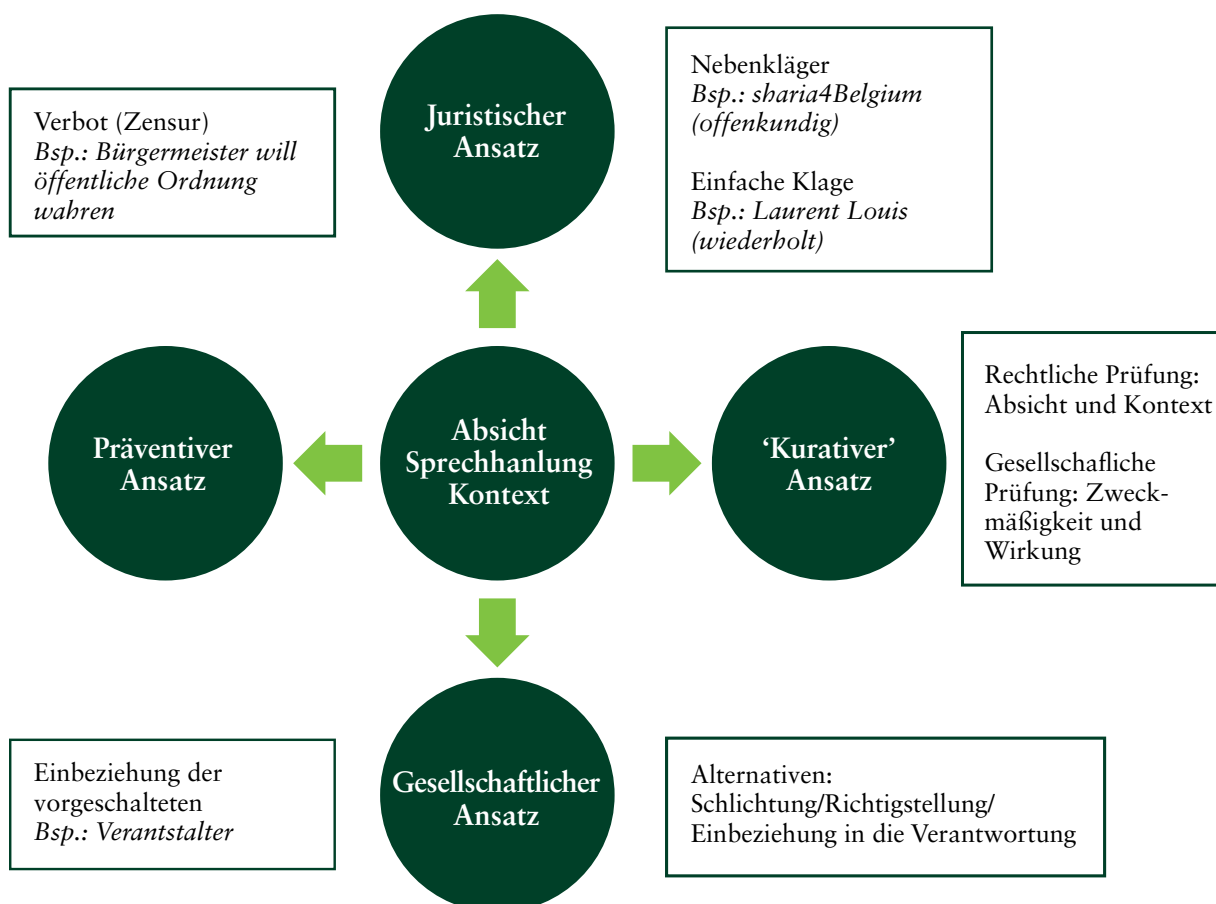 Verbot (Zensur)
Bsp.: Bürgermeister will
öffentliche Ordnung
wahren
Juristischer
Ansatz
Nebenkläger
Bsp.: sharia4Belgium
(offenkundig)
Einfache Klage
Bsp.: Laurent Louis
(wiederholt)
Präventiver
Ansatz
Absicht
Sprechhanlung
Kontext
‘Kurativer’
Ansatz
Rechtliche Prüfung:
Absicht und Kontext
Gesellschafliche
Prüfung: Zweck-
mäßigkeit und
Wirkung
Einbeziehung der
vorgeschalteten
Bsp.: Verantstalter
Gesellschaftlicher
Ansatz
Alternativen:
Schlichtung/Richtigstellung/
Einbeziehung in die Verantwortung